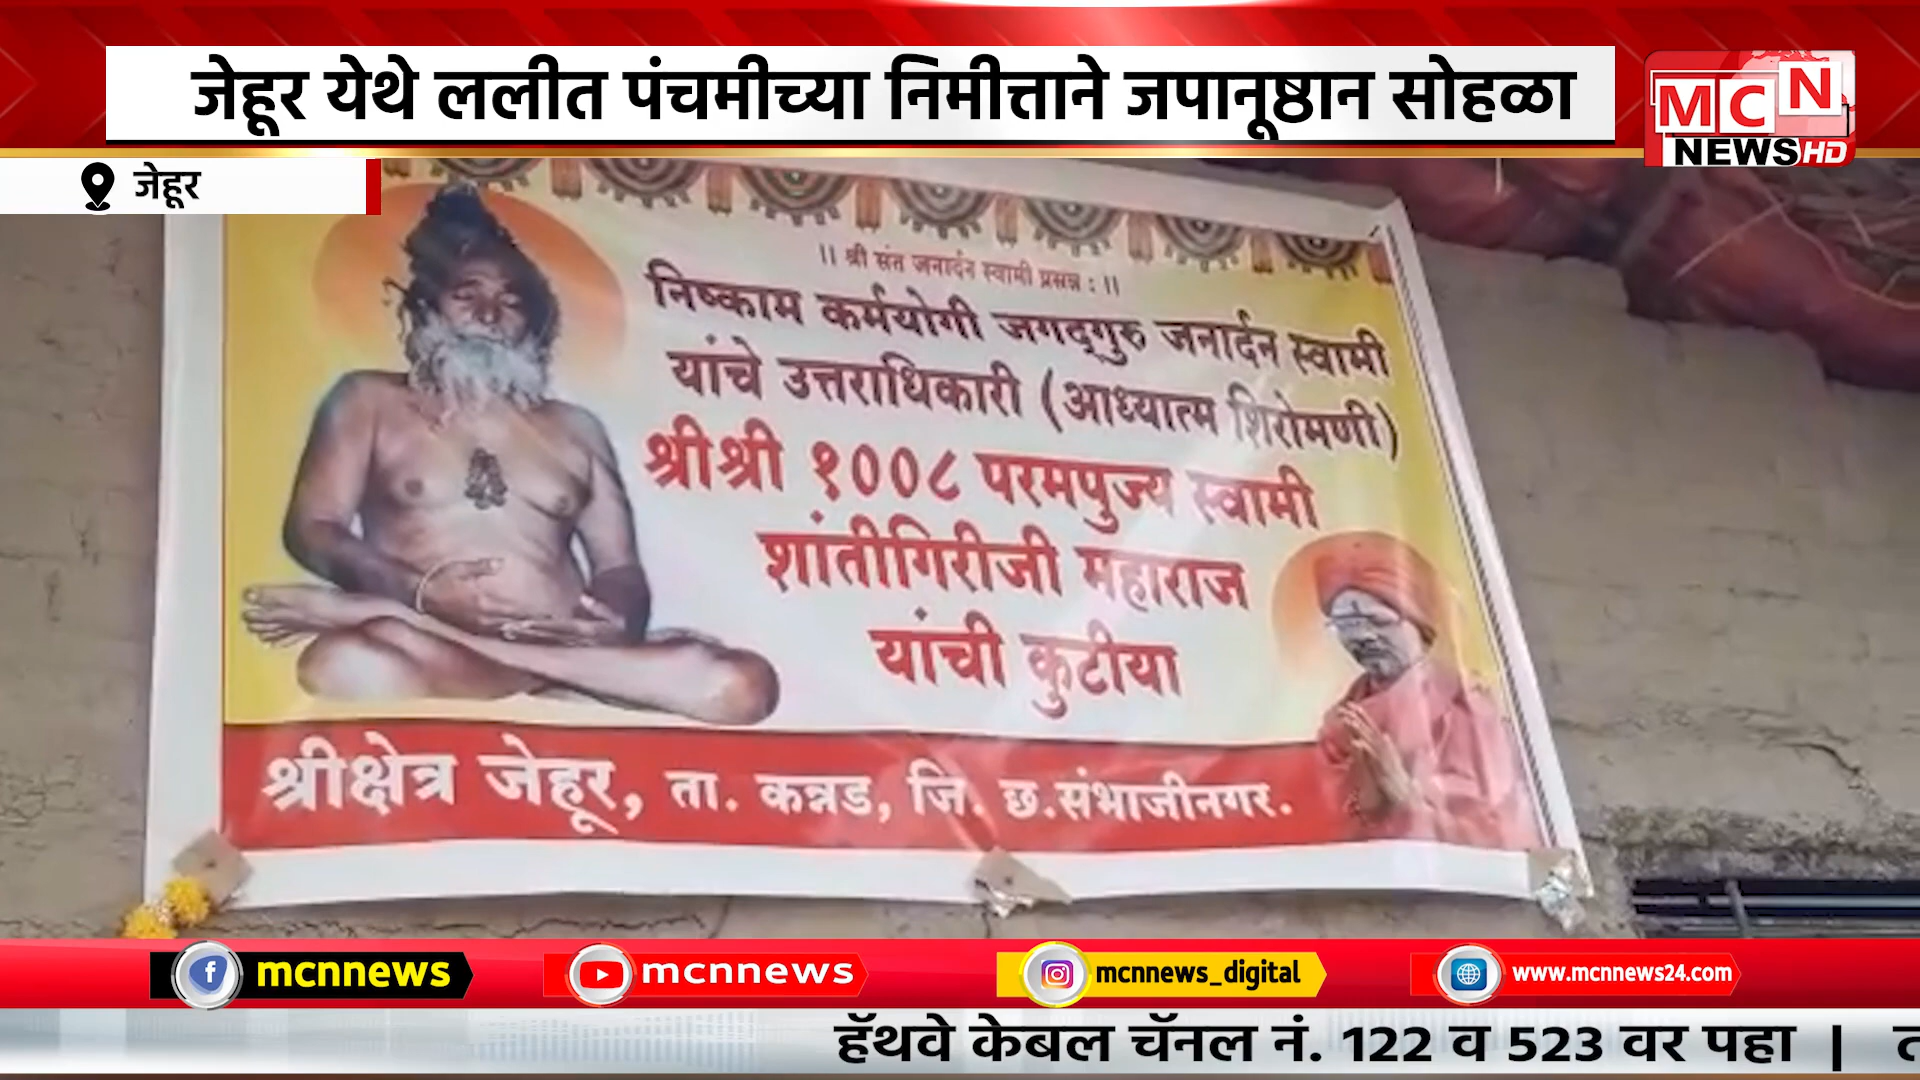 जेहूर येथे ललीत पंचमीच्या निमीत्ताने जपानूष्ठान सोहळा
MCN
NEWS HD
जेहूर
।। श्री संत जनार्दन स्वामी प्रसन्न : ।।
निष्काम कर्मयोगी जगद्‌गुरु जनार्दन स्वामी
यांचे उत्तराधिकारी (आध्यात्म शिरोमणी)
श्रीश्री १००८ परमपुज्य स्वामी
शांतीगिरीजी महाराज
यांची कुटीया
श्रीक्षेत्र जेहूर, ता. कन्नड, जि. छ.संभाजीनगर.
mcnnews
mcnnews
mcnnews_digital
www.mcnnews24.com
हॅथवे केबल चॅनल नं. 122 व 523 वर पहा |